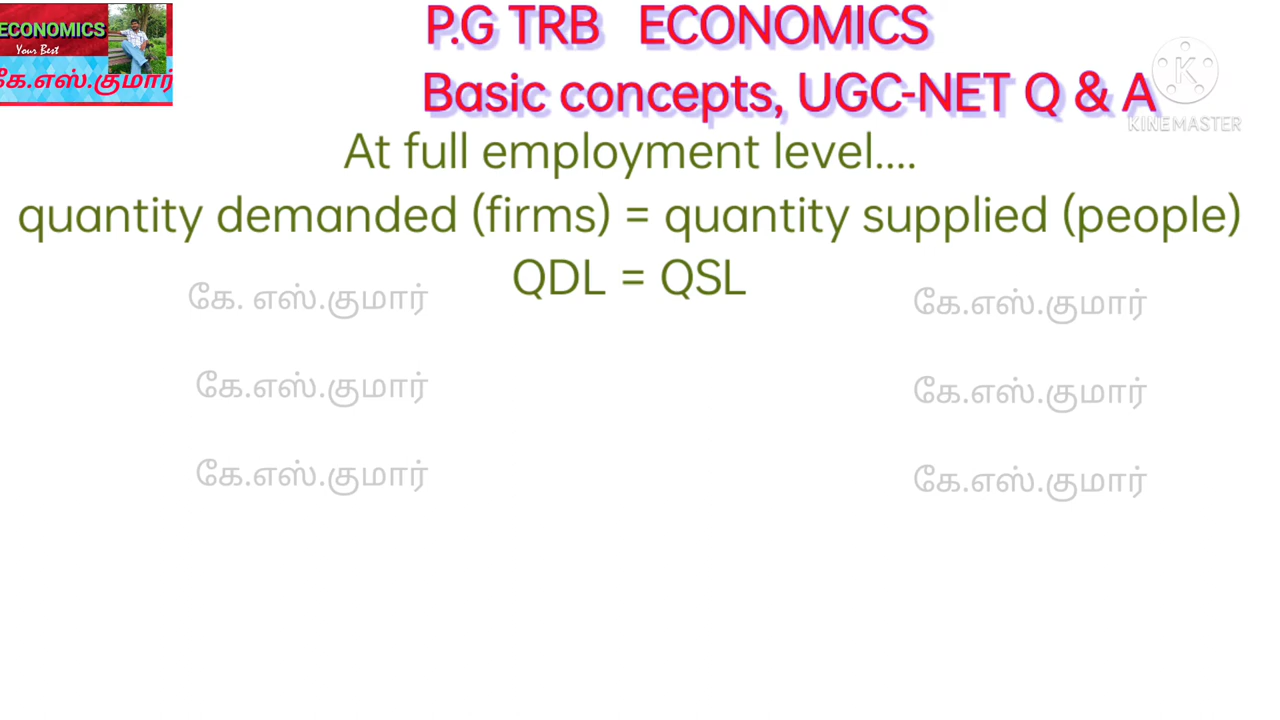 ECONOMICS
Your Best
கே.எஸ்.குமார்
P.G TRB ECONOMICS
Basic concepts, UGC-NET Q & A
K
KINEMASTER
At full employment level....
quantity demanded (firms) = quantity supplied (people)
QDL = QSL
கே. எஸ்.குமார்
கே.எஸ்.குமார்
கே.எஸ்.குமார்
கே.எஸ்.குமார்
கே.எஸ்.குமார்
கே.எஸ்.குமார்